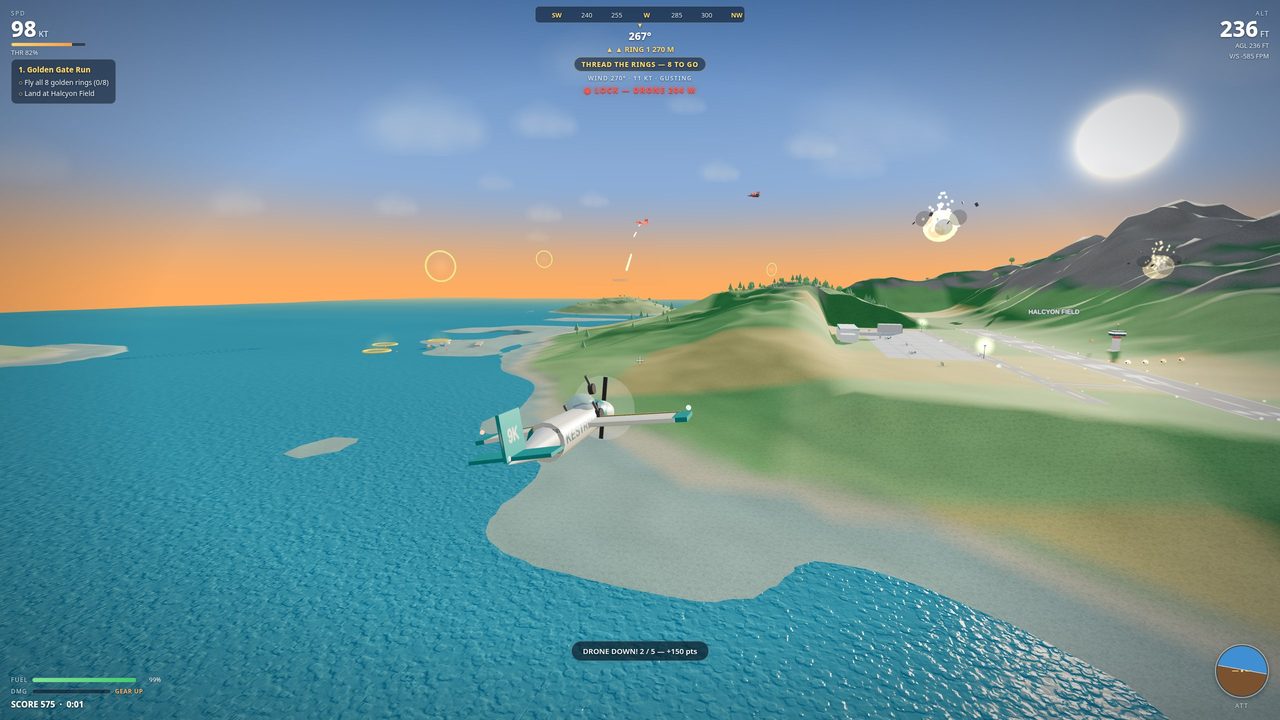 SPD
98 KT
THR 82%
1. Golden Gate Run
○ Fly all 8 golden rings (0/8)
○ Land at Halcyon Field
SW 240 255 W 285 300 NW
267°
▲ ▲ RING 1 270 M
THREAD THE RINGS — 8 TO GO
WIND 270° · 11 KT · GUSTING
LOCK — DRONE 204 M
ALT
236 FT
AGL 236 FT
V/S -585 FPM
HALCYON FIELD
9K
DRONE DOWN! 2 / 5 — +150 pts
FUEL 99%
DMG GEAR UP
SCORE 575 · 0:01
ATT